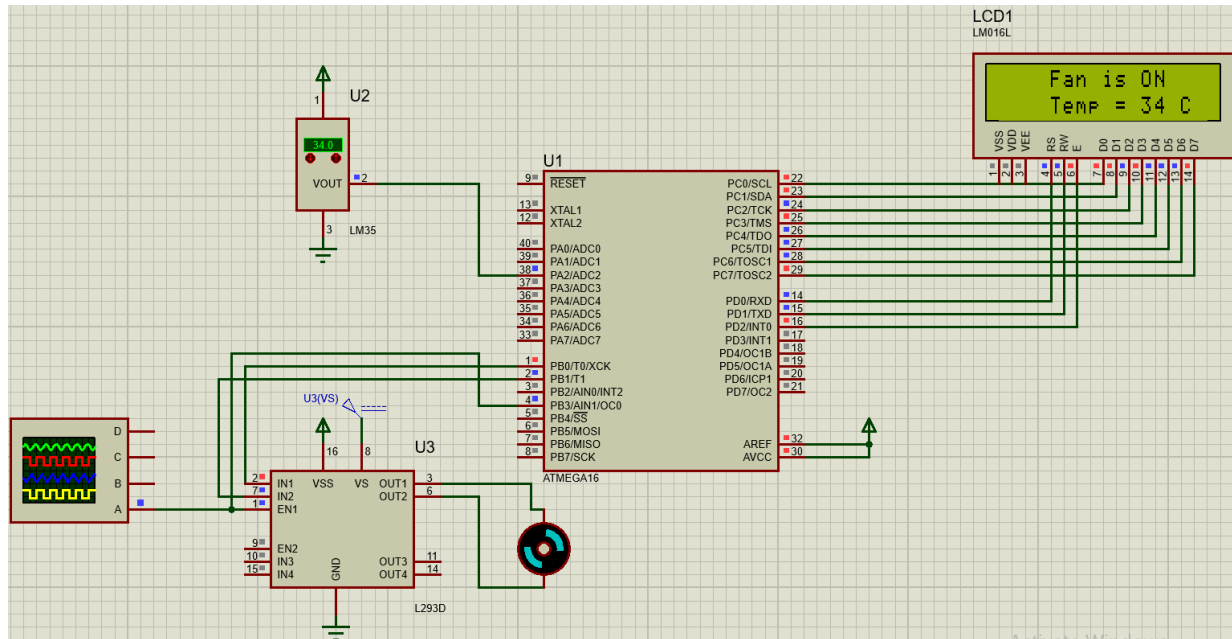 LCD1
LM016L
Fan is ON
Temp = 34 C
VSS
VDD
VEE
RS
RW
E
D0
D1
D2
D3
D4
D5
D6
D7
1
2
3
4
5
6
7
8
9
10
11
12
13
14
U2
1
34.0
VOUT
2
3
LM35
U1
9 RESET
13 XTAL1
12 XTAL2
40 PA0/ADC0
39 PA1/ADC1
38 PA2/ADC2
37 PA3/ADC3
36 PA4/ADC4
35 PA5/ADC5
34 PA6/ADC6
33 PA7/ADC7
1 PB0/T0/XCK
2 PB1/T1
3 PB2/AIN0/INT2
4 PB3/AIN1/OC0
5 PB4/SS
6 PB5/MOSI
7 PB6/MISO
8 PB7/SCK
PC0/SCL 22
PC1/SDA 23
PC2/TCK 24
PC3/TMS 25
PC4/TDO 26
PC5/TDI 27
PC6/TOSC1 28
PC7/TOSC2 29
PD0/RXD 14
PD1/TXD 15
PD2/INT0 16
PD3/INT1 17
PD4/OC1B 18
PD5/OC1A 19
PD6/ICP1 20
PD7/OC2 21
AREF 32
AVCC 30
ATMEGA16
D
C
B
A
U3(VS)
U3
16
8
2 IN1
7 IN2
1 EN1
9 EN2
10 IN3
15 IN4
VSS
VS
OUT1 3
OUT2 6
OUT3 11
OUT4 14
GND
L293D